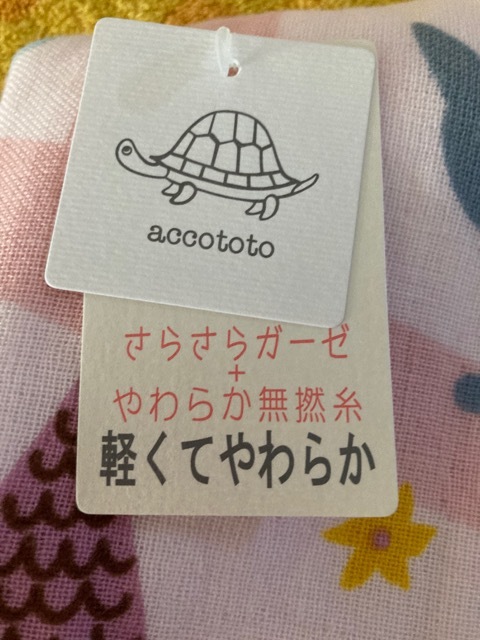 accototo
さらさらガーゼ
+
やわらか無撚糸
軽くてやわらか